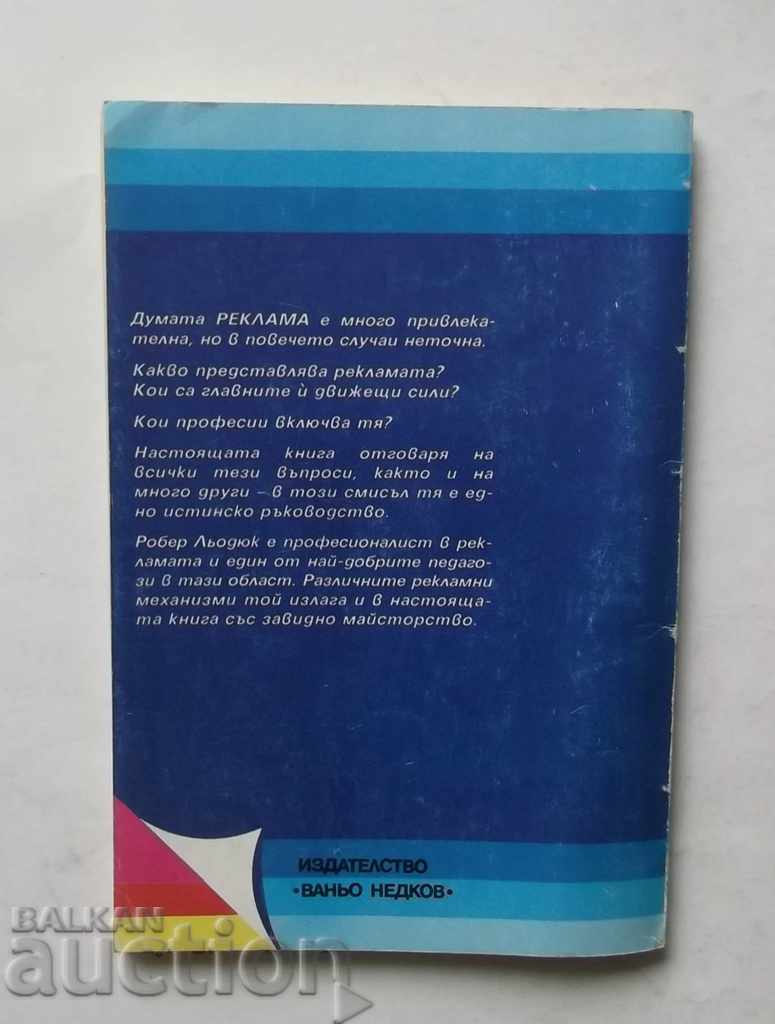 Думата РЕКЛАМА е много привлека-
телна, но в повечето случаи неточна.
Какво представлява рекламата?
Кои са главните ѝ движещи сили?
Кои професии включва тя?
Настоящата книга отговаря на
всички тези въпроси, както и на
много други – в този смисъл тя е ед-
но истинско ръководство.
Робер Льодюк е професионалист в рек-
ламата и един от най-добрите педаго-
зи в тази област. Различните рекламни
механизми той излага и в настояща-
та книга със завидно майсторство.
ИЗДАТЕЛСТВО
•ВАНЬО НЕДКОВ•
BALKAN
auction